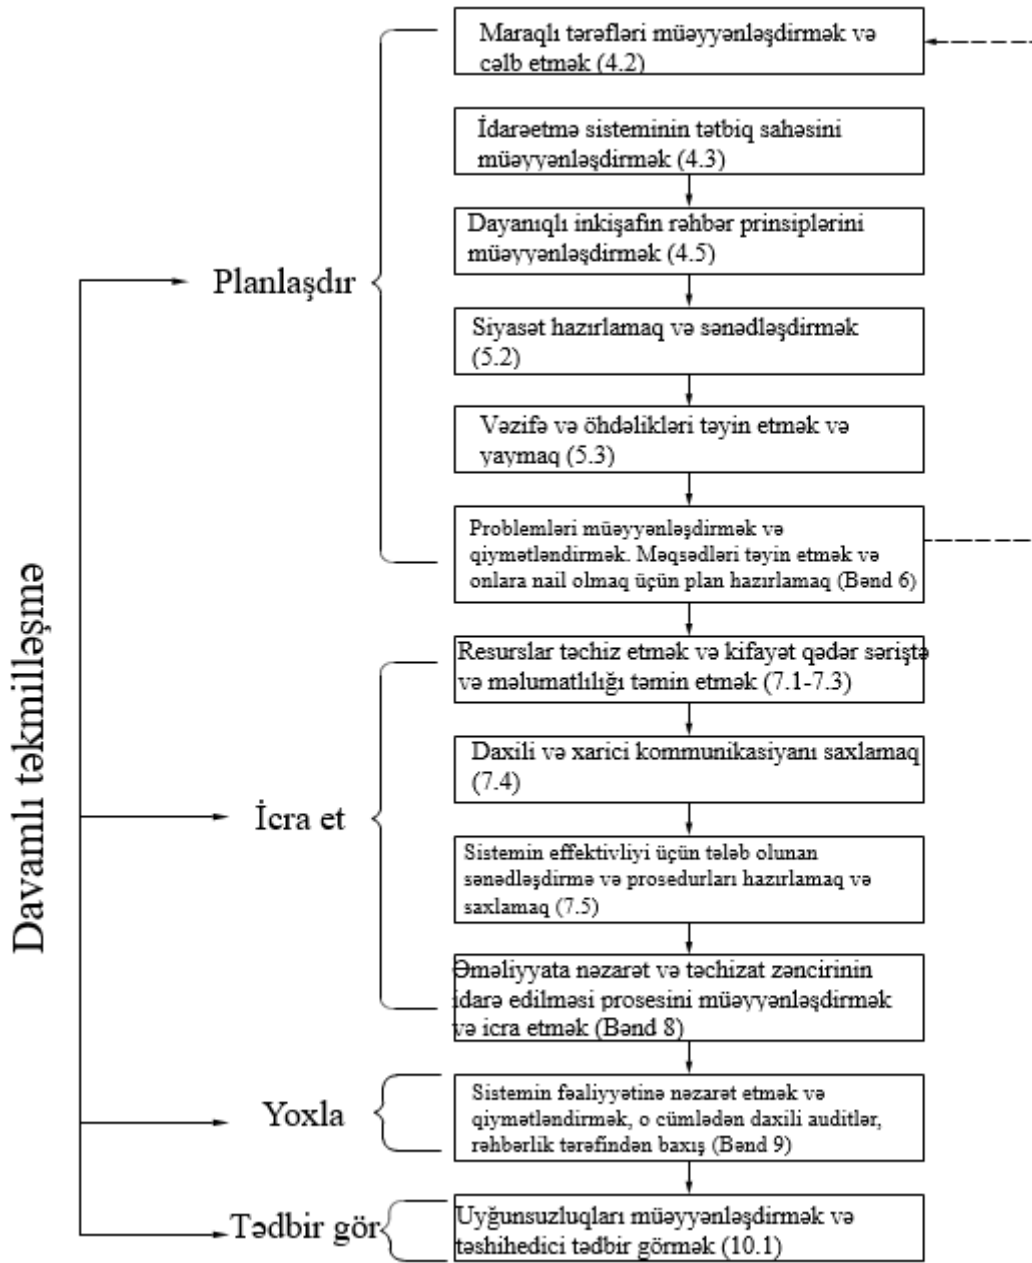 Maraqlı tərəfləri müəyyənləşdirmək və
cəlb etmək (4.2)
İdarəetmə sisteminin tətbiq sahəsini
müəyyənləşdirmək (4.3)
Dayanıqlı inkişafın rəhbər prinsiplərini
müəyyənləşdirmək (4.5)
Planlaşdır
Siyasət hazırlamaq və sənədləşdirmək
(5.2)
Vəzifə və öhdəlikləri təyin etmək və
yaymaq (5.3)
Problemləri müəyyənləşdirmək və
qiymətləndirmək. Məqsədləri təyin etmək və
onlara nail olmaq üçün plan hazırlamaq (Bənd 6)
Davamlı təkmilləşmə
Resurslar təchiz etmək və kifayət qədər səriştə
və məlumatlılığı təmin etmək (7.1-7.3)
Daxili və xarici kommunikasiyanı saxlamaq
(7.4)
İcra et
Sistemin effektivliyi üçün tələb olunan
sənədləşdirmə və prosedurları hazırlamaq və
saxlamaq (7.5)
Əməliyyata nəzarət və təchizat zəncirinin
idarə edilməsi prosesini müəyyənləşdirmək
və icra etmək (Bənd 8)
Yoxla
Sistemin fəaliyyətinə nəzarət etmək və
qiymətləndirmək, o cümlədən daxili auditlər,
rəhbərlik tərəfindən baxış (Bənd 9)
Tədbir gör
Uyğunsuzluqları müəyyənləşdirmək və
təshihedici tədbir görmək (10.1)